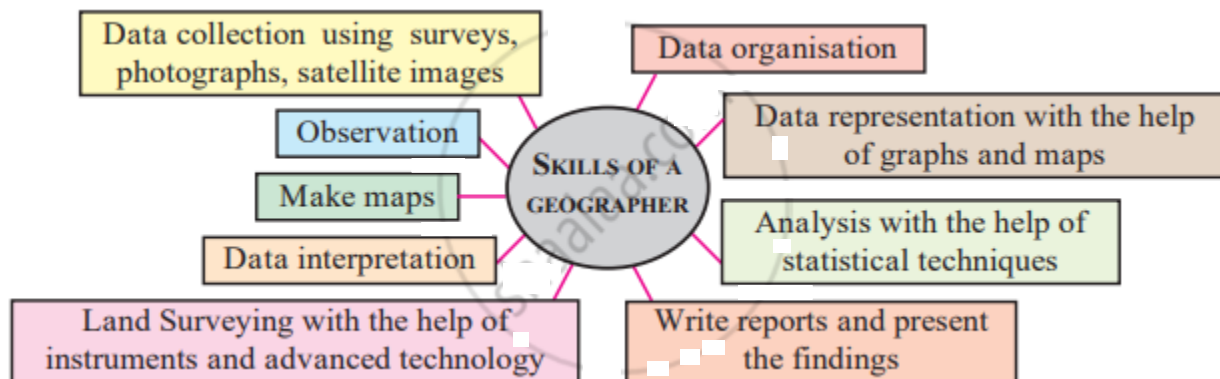 Data collection using surveys,
photographs, satellite images
Data organisation
Observation
Data representation with the help
of graphs and maps
SKILLS OF A
GEOGRAPHER
Make maps
Analysis with the help of
statistical techniques
Data interpretation
Land Surveying with the help of
instruments and advanced technology
Write reports and present
the findings